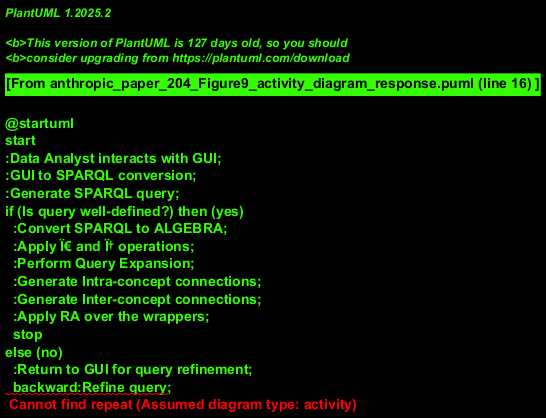 PlantUML 1.2025.2
<b>This version of PlantUML is 127 days old, so you should
<b>consider upgrading from https://plantuml.com/download
[From anthropic_paper_204_Figure9_activity_diagram_response.puml (line 16) ]
@startuml
start
:Data Analyst interacts with GUI;
:GUI to SPARQL conversion;
:Generate SPARQL query;
if (Is query well-defined?) then (yes)
:Convert SPARQL to ALGEBRA;
:Apply Ï€ and Ï† operations;
:Perform Query Expansion;
:Generate Intra-concept connections;
:Generate Inter-concept connections;
:Apply RA over the wrappers;
stop
else (no)
:Return to GUI for query refinement;
backward:Refine query;
Cannot find repeat (Assumed diagram type: activity)